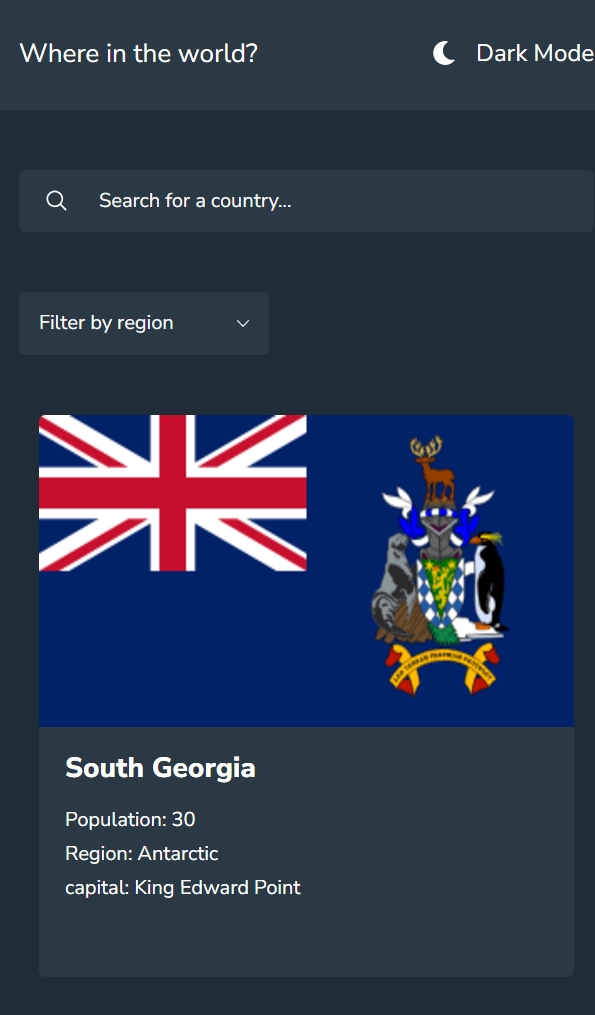 Where in the world?
Dark Mode
Search for a country...
Filter by region
South Georgia
Population: 30
Region: Antarctic
capital: King Edward Point